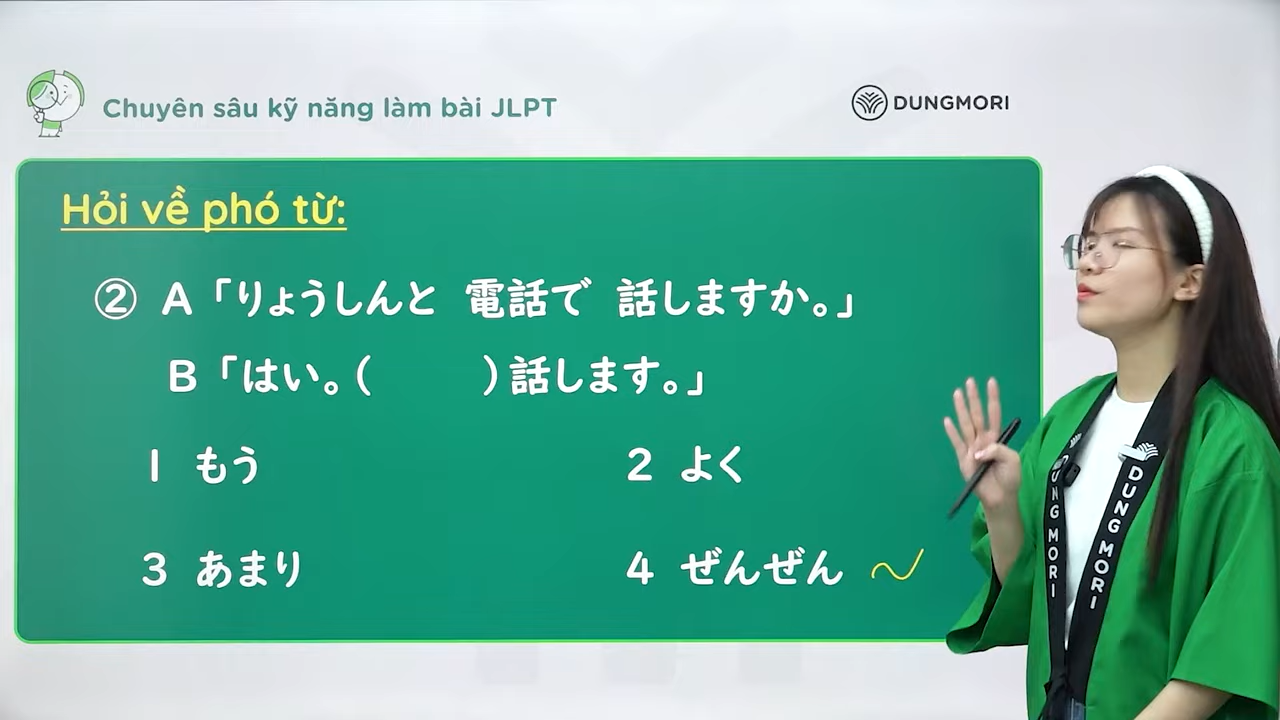 Chuyên sâu kỹ năng làm bài JLPT
DUNGMORI
Hỏi về phó từ:
② A「りょうしんと 電話で 話しますか。」
B「はい。( )話します。」
1 もう
2 よく
3 あまり
4 ぜんぜん
DUNG MORI
DUNG MORI